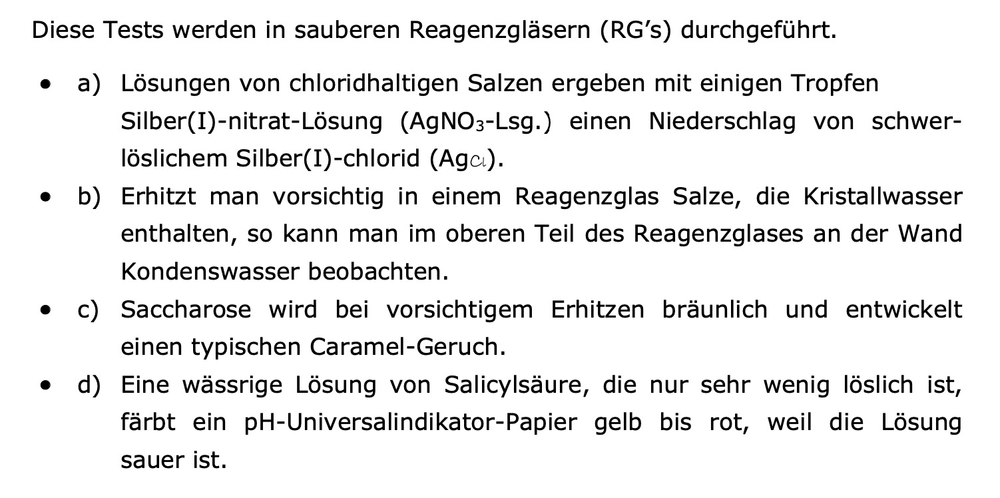 Diese Tests werden in sauberen Reagenzgläsern (RG’s) durchgeführt.
• a) Lösungen von chloridhaltigen Salzen ergeben mit einigen Tropfen
Silber(I)-nitrat-Lösung (AgNO₃-Lsg.) einen Niederschlag von schwer-
löslichem Silber(I)-chlorid (AgCl).
• b) Erhitzt man vorsichtig in einem Reagenzglas Salze, die Kristallwasser
enthalten, so kann man im oberen Teil des Reagenzglases an der Wand
Kondenswasser beobachten.
• c) Saccharose wird bei vorsichtigem Erhitzen bräunlich und entwickelt
einen typischen Caramel-Geruch.
• d) Eine wässrige Lösung von Salicylsäure, die nur sehr wenig löslich ist,
färbt ein pH-Universalindikator-Papier gelb bis rot, weil die Lösung
sauer ist.